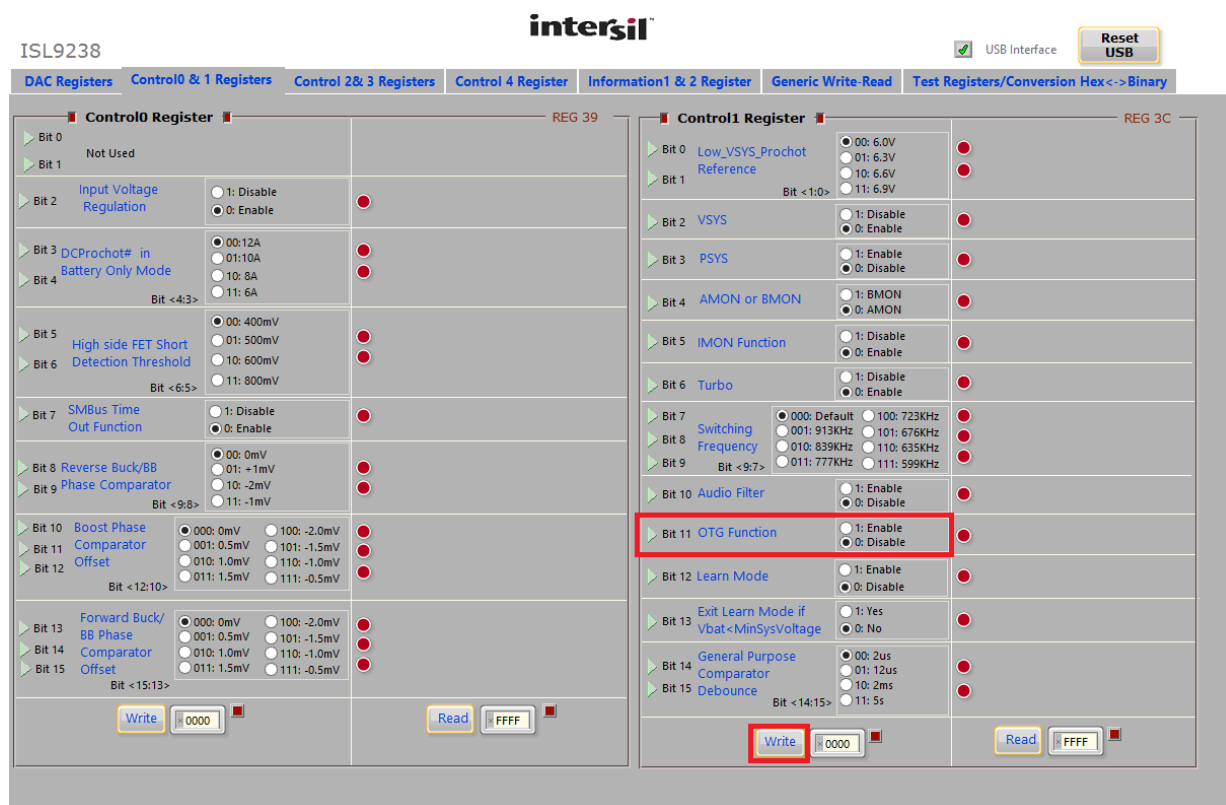 intersil™
ISL9238
USB Interface
Reset
USB
DAC Registers
Control0 & 1 Registers
Control 2& 3 Registers
Control 4 Register
Information1 & 2 Register
Generic Write-Read
Test Registers/Conversion Hex<->Binary
Control0 Register
REG 39
Bit 0
Not Used
Bit 1
Bit 2
Input Voltage
Regulation
1: Disable
0: Enable
Bit 3
DCProchot# in
Battery Only Mode
Bit 4
Bit <4:3>
00:12A
01:10A
10: 8A
11: 6A
Bit 5
High side FET Short
Bit 6
Detection Threshold
Bit <6:5>
00: 400mV
01: 500mV
10: 600mV
11: 800mV
Bit 7
SMBus Time
Out Function
1: Disable
0: Enable
Bit 8
Reverse Buck/BB
Bit 9
Phase Comparator
Bit <9:8>
00: 0mV
01: +1mV
10: -2mV
11: -1mV
Bit 10
Boost Phase
Bit 11
Comparator
Bit 12
Offset
Bit <12:10>
000: 0mV
100: -2.0mV
001: 0.5mV
101: -1.5mV
010: 1.0mV
110: -1.0mV
011: 1.5mV
111: -0.5mV
Forward Buck/
Bit 13
BB Phase
Bit 14
Comparator
Bit 15
Offset
Bit <15:13>
000: 0mV
100: -2.0mV
001: 0.5mV
101: -1.5mV
010: 1.0mV
110: -1.0mV
011: 1.5mV
111: -0.5mV
Write
×0000
Read
×FFFF
Control1 Register
REG 3C
Bit 0
Low_VSYS_Prochot
Reference
Bit 1
Bit <1:0>
00: 6.0V
01: 6.3V
10: 6.6V
11: 6.9V
Bit 2
VSYS
1: Disable
0: Enable
Bit 3
PSYS
1: Enable
0: Disable
Bit 4
AMON or BMON
1: BMON
0: AMON
Bit 5
IMON Function
1: Disable
0: Enable
Bit 6
Turbo
1: Disable
0: Enable
Bit 7
Switching
Bit 8
Frequency
Bit 9
Bit <9:7>
000: Default
100: 723KHz
001: 913KHz
101: 676KHz
010: 839KHz
110: 635KHz
011: 777KHz
111: 599KHz
Bit 10
Audio Filter
1: Enable
0: Disable
Bit 11
OTG Function
1: Enable
0: Disable
Bit 12
Learn Mode
1: Enable
0: Disable
Bit 13
Exit Learn Mode if
Vbat<MinSysVoltage
1: Yes
0: No
General Purpose
Bit 14
Comparator
Bit 15
Debounce
Bit <14:15>
00: 2us
01: 12us
10: 2ms
11: 5s
Write
×0000
Read
×FFFF